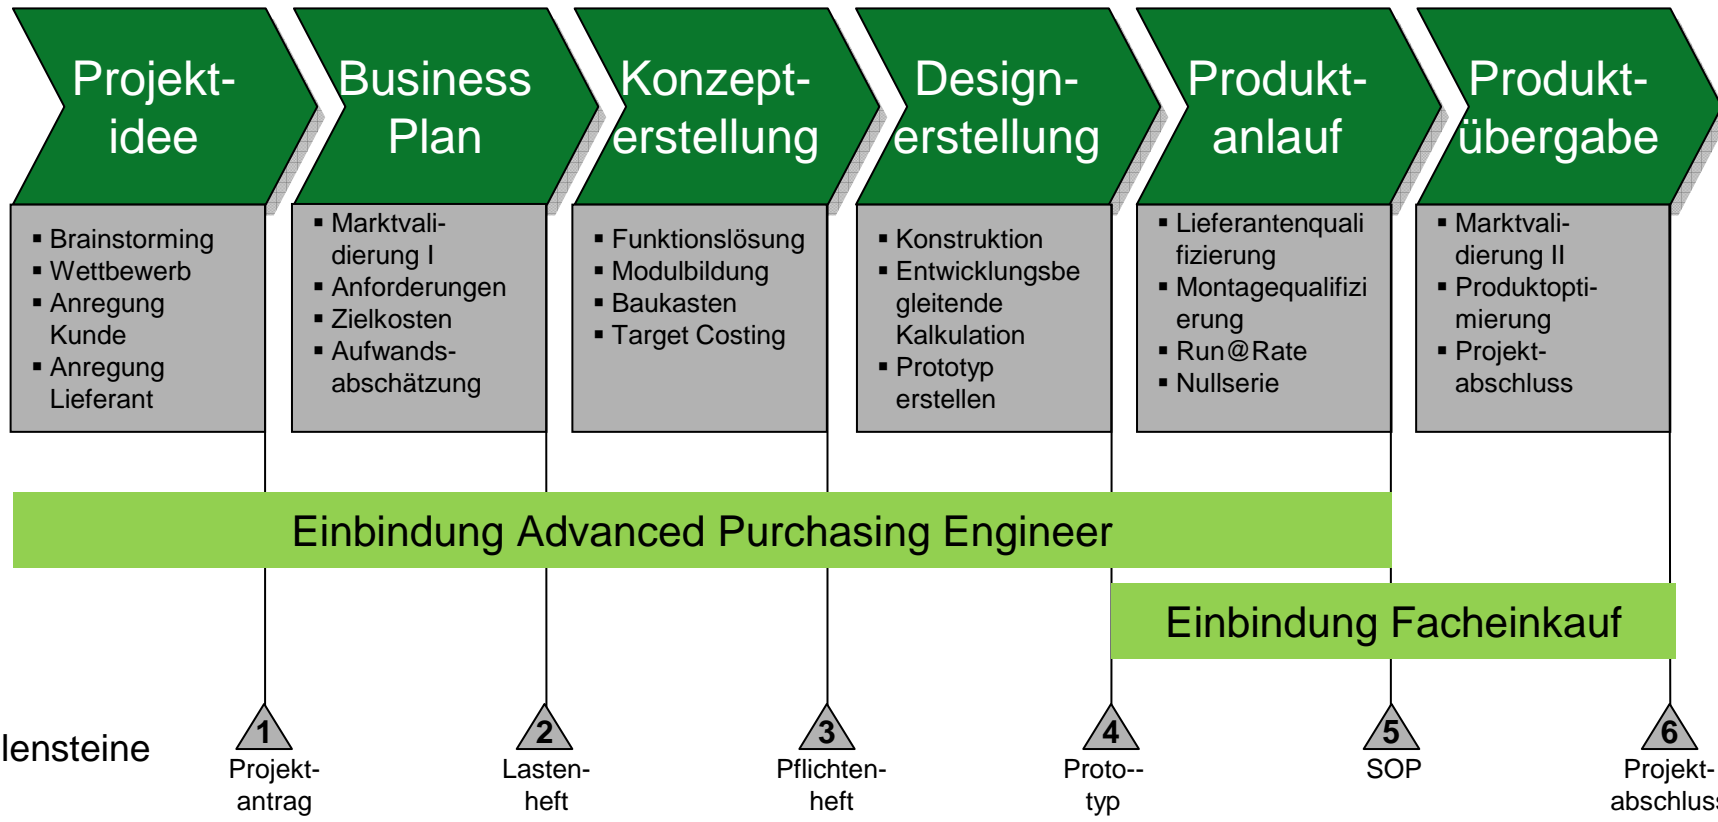 Projekt-
idee
Business
Plan
Konzept-
erstellung
Design-
erstellung
Produkt-
anlauf
Produkt-
übergabe
▪ Brainstorming
▪ Wettbewerb
▪ Anregung
Kunde
▪ Anregung
Lieferant
▪ Marktvali-
dierung I
▪ Anforderungen
▪ Zielkosten
▪ Aufwands-
abschätzung
▪ Funktionslösung
▪ Modulbildung
▪ Baukasten
▪ Target Costing
▪ Konstruktion
▪ Entwicklungsbe
gleitende
Kalkulation
▪ Prototyp
erstellen
▪ Lieferantenquali
fizierung
▪ Montagequalifizi
erung
▪ Run@Rate
▪ Nullserie
▪ Marktvali-
dierung II
▪ Produktopti-
mierung
▪ Projekt-
abschluss
Einbindung Advanced Purchasing Engineer
Einbindung Facheinkauf
lensteine
1
Projekt-
antrag
2
Lasten-
heft
3
Pflichten-
heft
4
Proto--
typ
5
SOP
6
Projekt-
abschluss